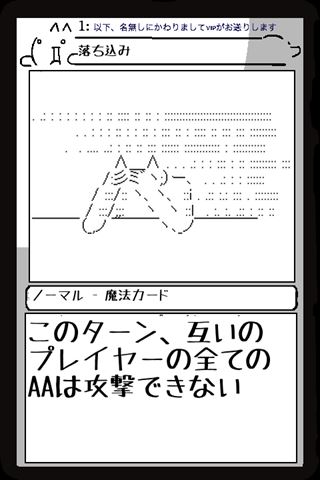 1: 以下、名無しにかわりましてVIPがお送りします
落ち込み
ノーマル - 魔法カード
このターン、互いの
プレイヤーの全ての
AAは攻撃できない